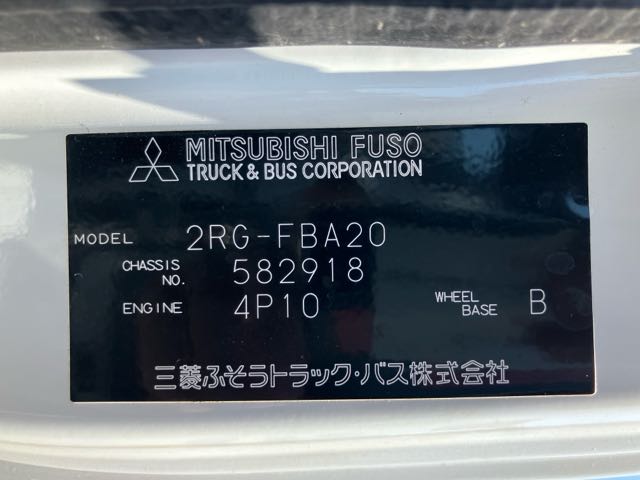 MITSUBISHI FUSO
TRUCK & BUS CORPORATION
MODEL 2RG-FBA20
CHASSIS NO. 582918
ENGINE 4P10 WHEEL BASE B
三菱ふそうトラック・バス株式会社